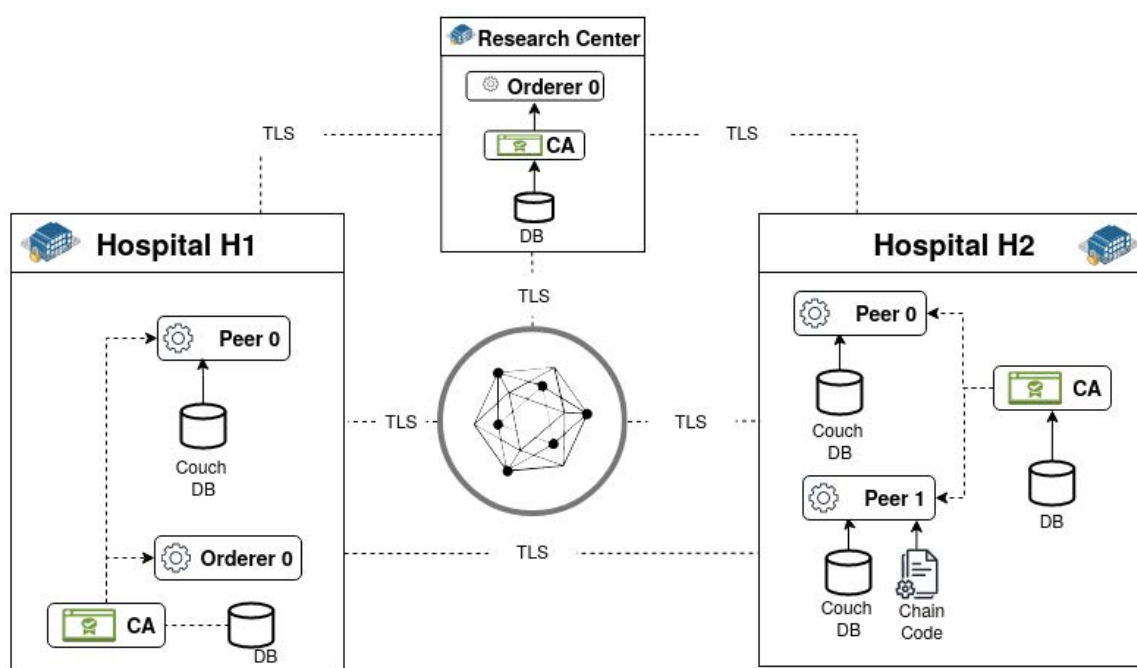 Research Center
Orderer 0
CA
DB
TLS
TLS
TLS
Hospital H1
Peer 0
Couch
DB
Orderer 0
CA
DB
TLS
TLS
TLS
Hospital H2
Peer 0
Couch
DB
CA
DB
Peer 1
Couch
DB
Chain
Code